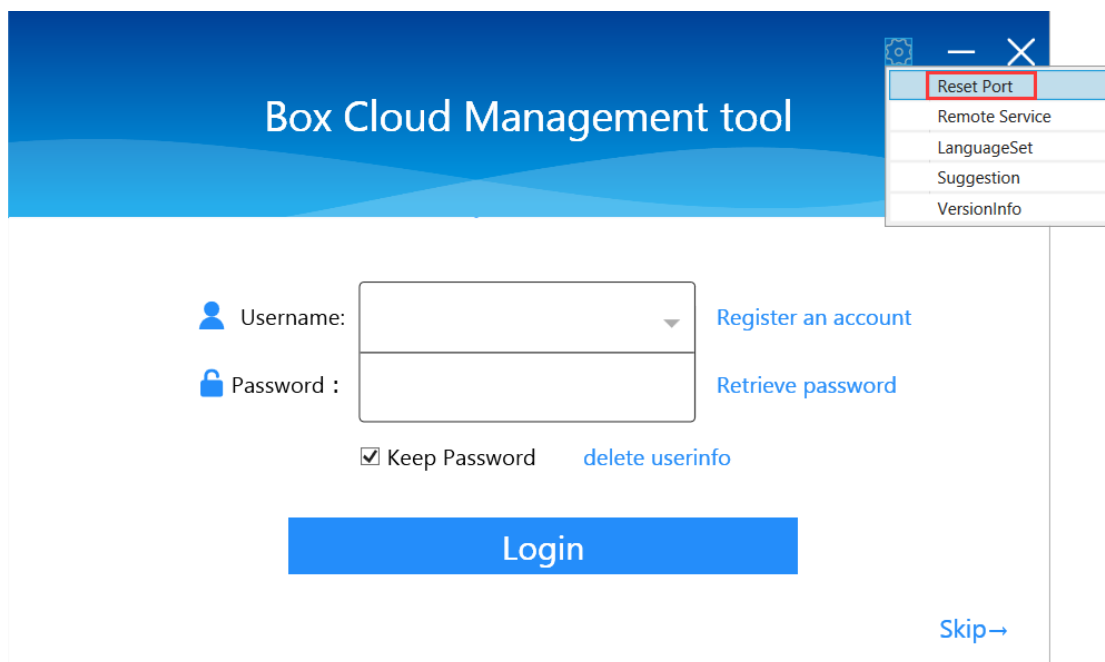 Box Cloud Management tool
Reset Port
Remote Service
LanguageSet
Suggestion
VersionInfo
Username:
Register an account
Password：
Retrieve password
Keep Password
delete userinfo
Login
Skip→